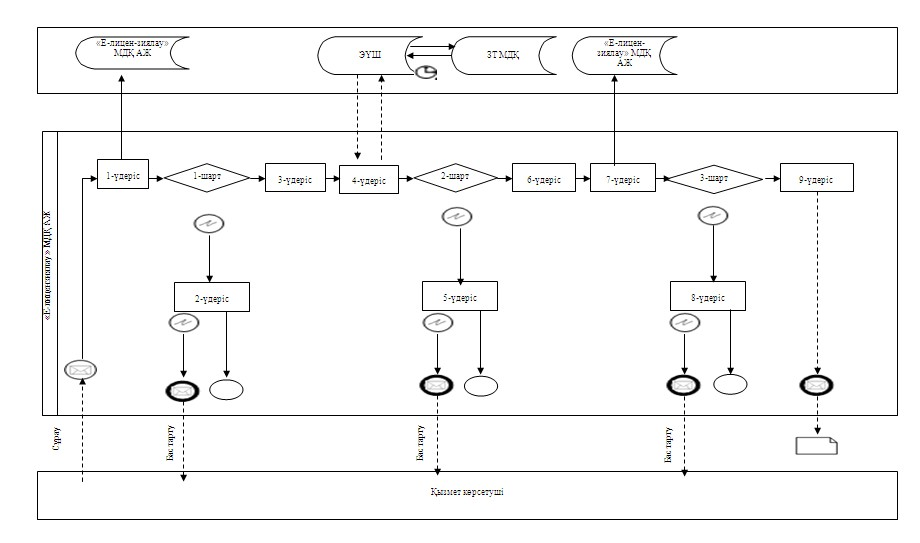 «Е-лицен-зиялау»
МДҚ АЖ
ЭҮШ
ЗТ МДҚ
«Е-лицен-
зиялау» МДҚ
АЖ
«Е-лицензиялау» МДҚ АЖ
1-үдеріс
1-шарт
3-үдеріс
4-үдеріс
2-шарт
6-үдеріс
7-үдеріс
3-шарт
9-үдеріс
2-үдеріс
5-үдеріс
8-үдеріс
Сұрау
Бас тарту
Бас тарту
Бас тарту
Қызмет көрсетуші